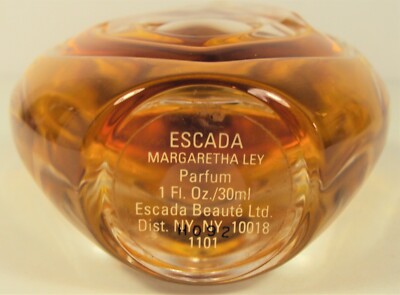 ESCADA
MARGARETHA LEY
Parfum
1 Fl. Oz./30ml
Escada Beauté Ltd.
Dist. NY, NY, 10018
1101